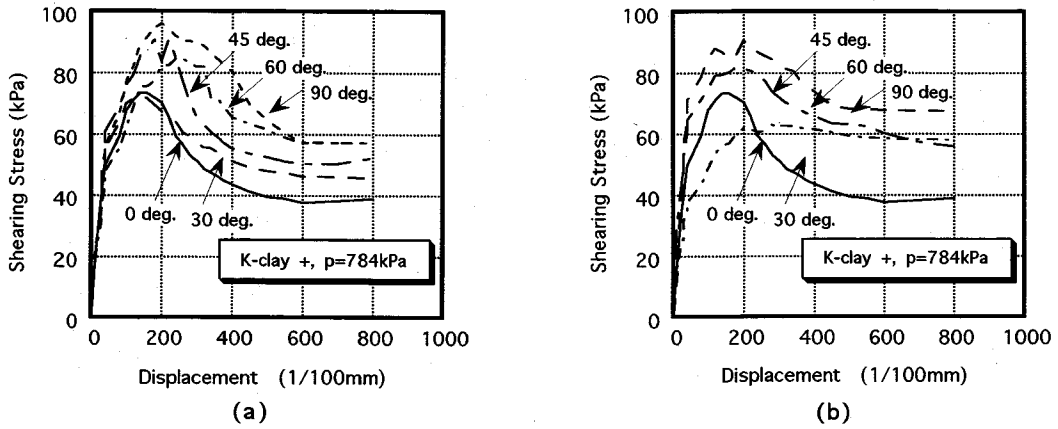 100
80
60
40
20
0
Shearing Stress (kPa)
45 deg.
60 deg.
90 deg.
0 deg.
30 deg.
K-clay +, p=784kPa
0 200 400 600 800 1000
Displacement (1/100mm)
(a)
100
80
60
40
20
0
Shearing Stress (kPa)
45 deg.
60 deg.
90 deg.
0 deg.
30 deg.
K-clay +, p=784kPa
0 200 400 600 800 1000
Displacement (1/100mm)
(b)